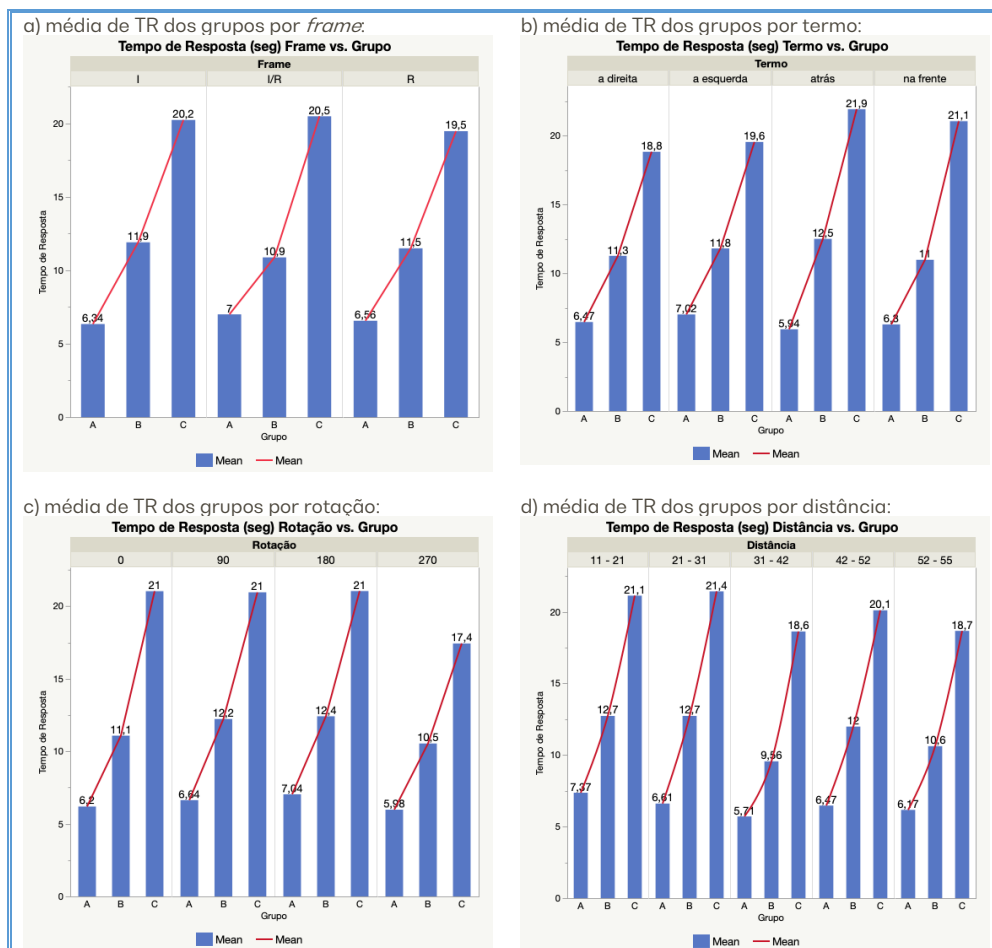 a) média de TR dos grupos por frame:
Tempo de Resposta (seg) Frame vs. Grupo
Frame
I I/R R
20,2 20,5 19,5
11,9 10,9 11,5
6,34 7 6,56
20
15
10
5
0
Tempo de Resposta
A B C A B C A B C
Grupo
Mean Mean
b) média de TR dos grupos por termo:
Tempo de Resposta (seg) Termo vs. Grupo
Termo
a direita a esquerda atrás na frente
18,8 19,6 21,9 21,1
11,3 11,8 12,5 11
6,47 7,02 5,94 6,3
20
15
10
5
0
Tempo de Resposta
A B C A B C A B C A B C
Grupo
Mean Mean
c) média de TR dos grupos por rotação:
Tempo de Resposta (seg) Rotação vs. Grupo
Rotação
0 90 180 270
21 21 21 17,4
11,1 12,2 12,4 10,5
6,2 6,64 7,04 5,98
20
15
10
5
0
Tempo de Resposta
A B C A B C A B C A B C
Grupo
Mean Mean
d) média de TR dos grupos por distância:
Tempo de Resposta (seg) Distância vs. Grupo
Distância
11 - 21 21 - 31 31 - 42 42 - 52 52 - 55
21,1 21,4 18,6 20,1 18,7
12,7 12,7 9,56 12 10,6
7,37 6,61 5,71 6,47 6,17
20
15
10
5
0
Tempo de Resposta
A B C A B C A B C A B C A B C
Grupo
Mean Mean